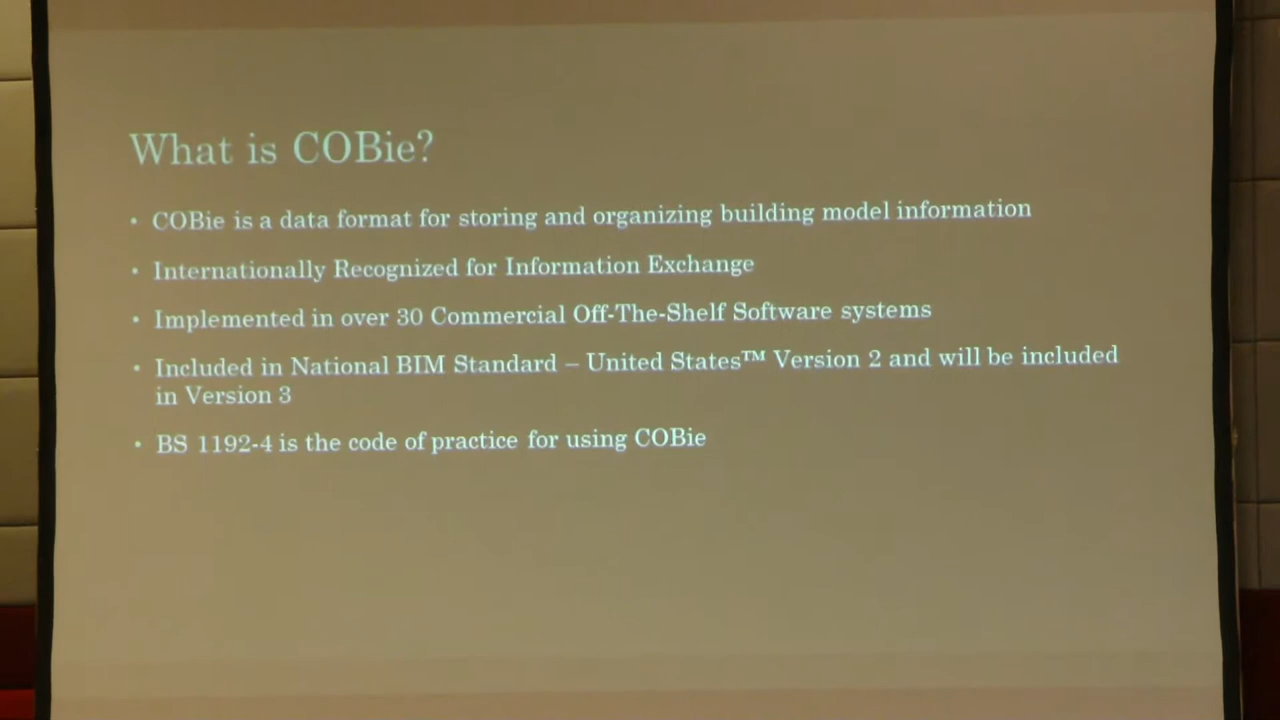 What is COBie?
• COBie is a data format for storing and organizing building model information
• Internationally Recognized for Information Exchange
• Implemented in over 30 Commercial Off-The-Shelf Software systems
• Included in National BIM Standard – United States™ Version 2 and will be included
in Version 3
• BS 1192-4 is the code of practice for using COBie